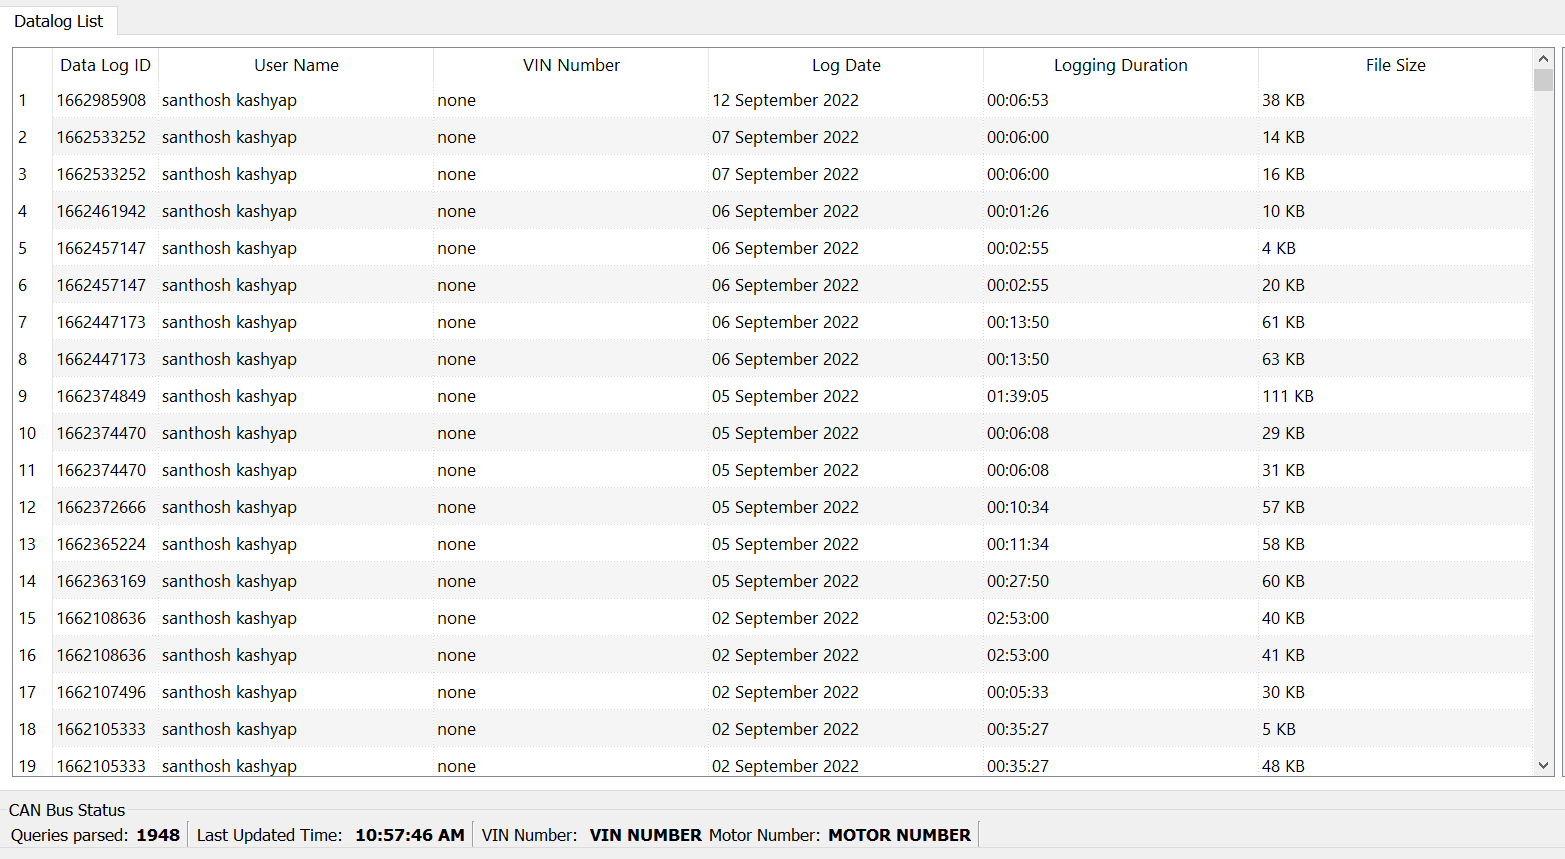 Datalog List
Data Log ID User Name VIN Number Log Date Logging Duration File Size
1 1662985908 santhosh kashyap none 12 September 2022 00:06:53 38 KB
2 1662533252 santhosh kashyap none 07 September 2022 00:06:00 14 KB
3 1662533252 santhosh kashyap none 07 September 2022 00:06:00 16 KB
4 1662461942 santhosh kashyap none 06 September 2022 00:01:26 10 KB
5 1662457147 santhosh kashyap none 06 September 2022 00:02:55 4 KB
6 1662457147 santhosh kashyap none 06 September 2022 00:02:55 20 KB
7 1662447173 santhosh kashyap none 06 September 2022 00:13:50 61 KB
8 1662447173 santhosh kashyap none 06 September 2022 00:13:50 63 KB
9 1662374849 santhosh kashyap none 05 September 2022 01:39:05 111 KB
10 1662374470 santhosh kashyap none 05 September 2022 00:06:08 29 KB
11 1662374470 santhosh kashyap none 05 September 2022 00:06:08 31 KB
12 1662372666 santhosh kashyap none 05 September 2022 00:10:34 57 KB
13 1662365224 santhosh kashyap none 05 September 2022 00:11:34 58 KB
14 1662363169 santhosh kashyap none 05 September 2022 00:27:50 60 KB
15 1662108636 santhosh kashyap none 02 September 2022 02:53:00 40 KB
16 1662108636 santhosh kashyap none 02 September 2022 02:53:00 41 KB
17 1662107496 santhosh kashyap none 02 September 2022 00:05:33 30 KB
18 1662105333 santhosh kashyap none 02 September 2022 00:35:27 5 KB
19 1662105333 santhosh kashyap none 02 September 2022 00:35:27 48 KB
CAN Bus Status
Queries parsed: 1948 Last Updated Time: 10:57:46 AM VIN Number: VIN NUMBER Motor Number: MOTOR NUMBER